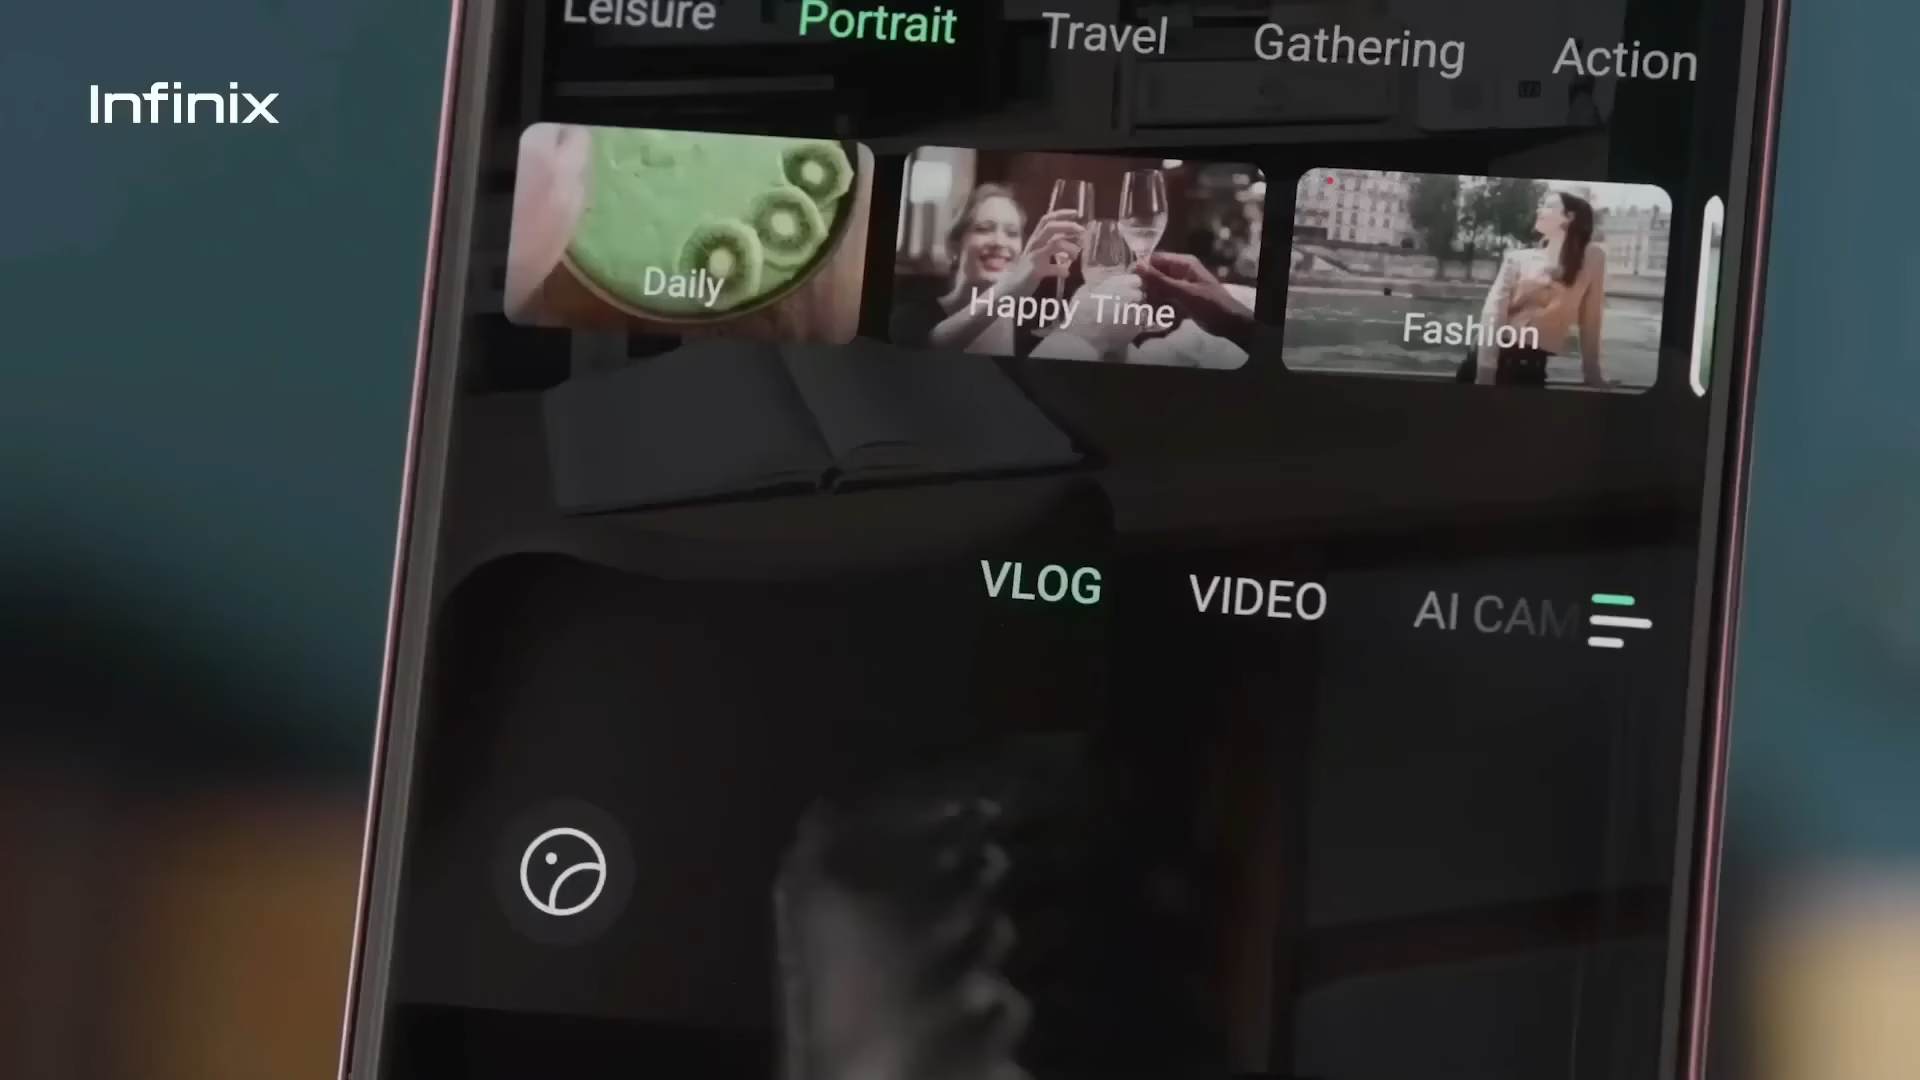 Infinix
Leisure Portrait Travel Gathering Action
Daily Happy Time Fashion
VLOG VIDEO AI CAM